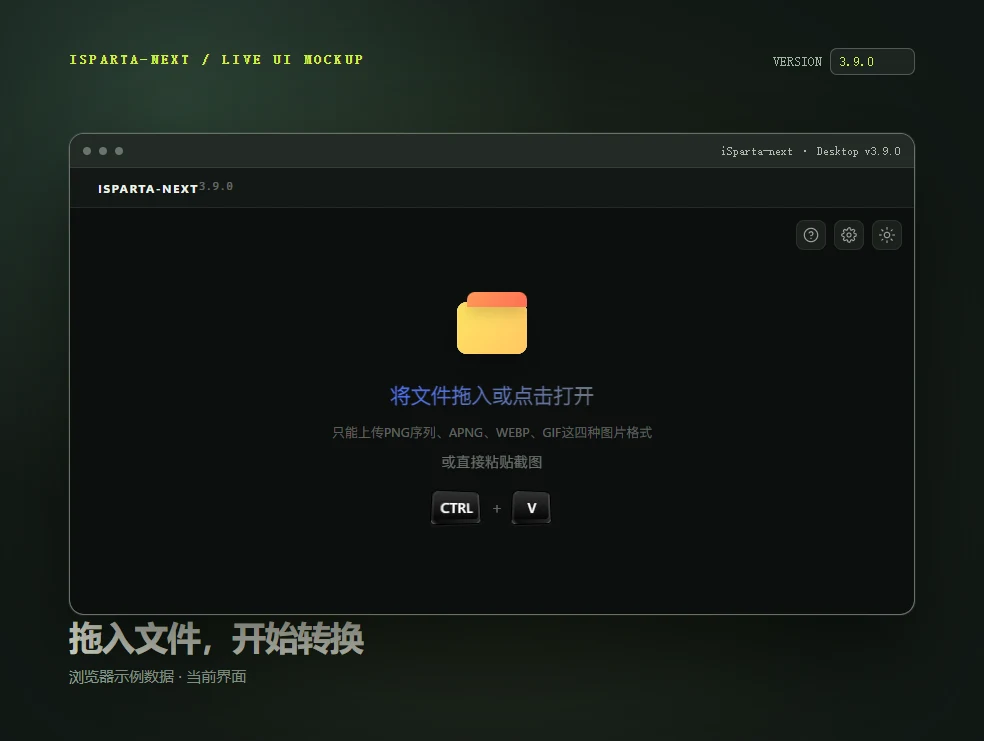 ISPARTA-NEXT / LIVE UI MOCKUP
VERSION 3.9.0
iSparta-next · Desktop v3.9.0
ISPARTA-NEXT 3.9.0
将文件拖入或点击打开
只能上传PNG序列、APNG、WEBP、GIF这四种图片格式
或直接粘贴截图
CTRL + V
拖入文件，开始转换
浏览器示例数据 · 当前界面